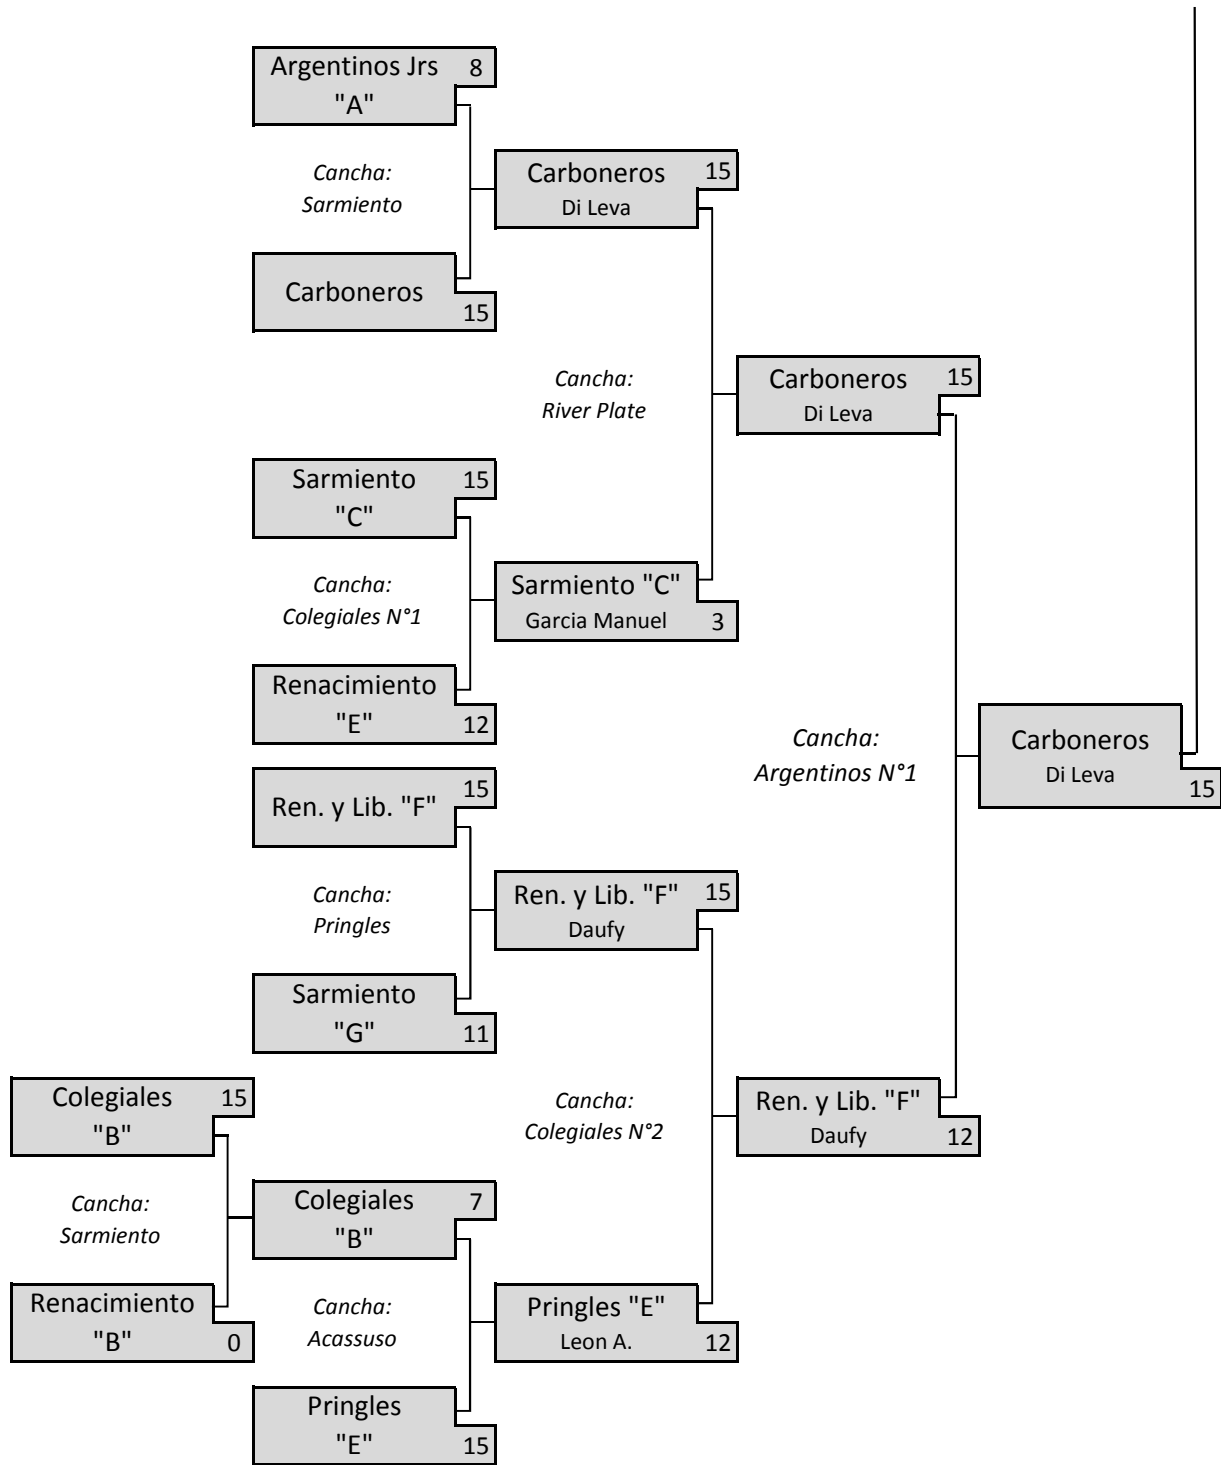 Argentinos Jrs 8
"A"
Cancha:
Sarmiento
Carboneros 15
Di Leva
Carboneros
15
Cancha:
River Plate
Carboneros 15
Di Leva
Sarmiento 15
"C"
Cancha:
Colegiales N°1
Sarmiento "C"
Garcia Manuel 3
Renacimiento
"E" 12
Cancha:
Argentinos N°1
Carboneros
Di Leva
15
Ren. y Lib. "F" 15
Cancha:
Pringles
Ren. y Lib. "F" 15
Daufy
Sarmiento
"G" 11
Colegiales 15
"B"
Cancha:
Colegiales N°2
Ren. y Lib. "F"
Daufy 12
Cancha:
Sarmiento
Colegiales 7
"B"
Renacimiento
"B" 0
Cancha:
Acassuso
Pringles "E"
Leon A. 12
Pringles
"E" 15